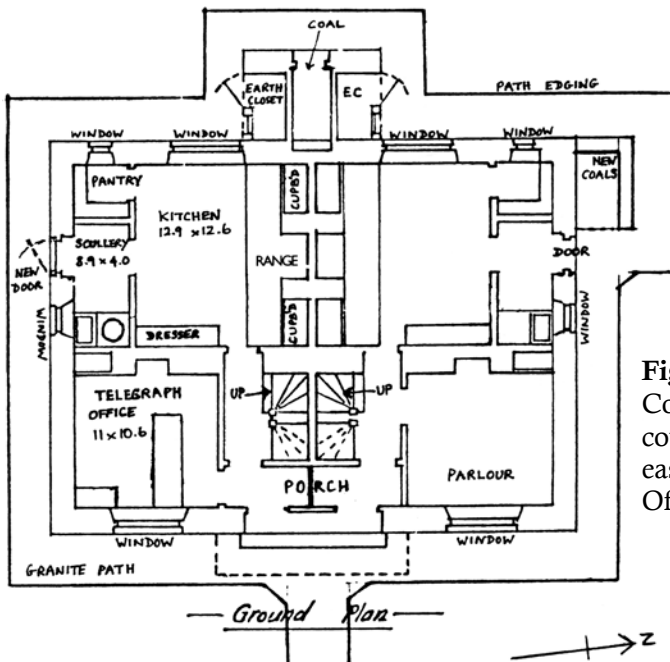 COAL
EARTH
CLOSET
EC
PATH EDGING
WINDOW
WINDOW
WINDOW
WINDOW
PANTRY
CUPB'D
NEW
COALS
KITCHEN
12.9 x 12.6
SCULLERY
8.9 x 4.0
RANGE
DOOR
NEW
DOOR
WINDOW
WINDOW
DRESSER
CUPB'D
UP
UP
TELEGRAPH
OFFICE
11 x 10.6
PARLOUR
PORCH
WINDOW
WINDOW
GRANITE PATH
Ground Plan
Z
Fig
Co
co
eas
Of